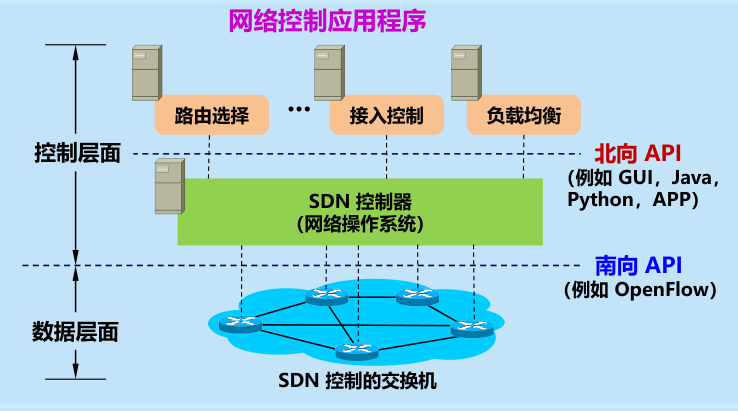 网络控制应用程序
路由选择
...
接入控制
负载均衡
控制层面
北向 API
（例如 GUI，Java，
Python，APP）
SDN 控制器
（网络操作系统）
南向 API
（例如 OpenFlow）
数据层面
SDN 控制的交换机